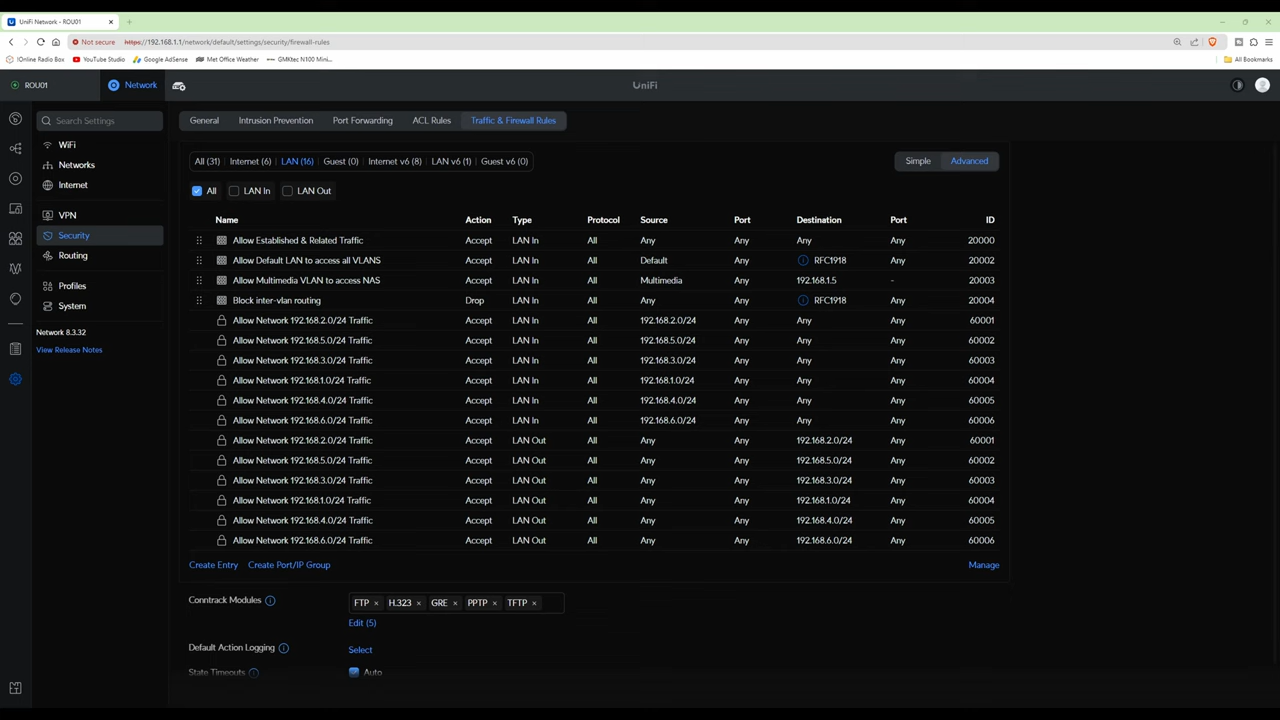 UniFi Network - ROU01
Not secure https://192.168.1.1/network/default/settings/security/firewall-rules
!Online Radio Box YouTube Studio Google AdSense Met Office Weather GMKtec N100 Mini... All Bookmarks
ROU01 Network UniFi
Search Settings
WiFi
Networks
Internet
VPN
Security
Routing
Profiles
System
Network 8.3.32
View Release Notes
General Intrusion Prevention Port Forwarding ACL Rules Traffic & Firewall Rules
All (31) Internet (6) LAN (16) Guest (0) Internet v6 (8) LAN v6 (1) Guest v6 (0) Simple Advanced
All LAN In LAN Out
Name Action Type Protocol Source Port Destination Port ID
Allow Established & Related Traffic Accept LAN In All Any Any Any Any 20000
Allow Default LAN to access all VLANS Accept LAN In All Default Any RFC1918 Any 20002
Allow Multimedia VLAN to access NAS Accept LAN In All Multimedia Any 192.168.1.5 - 20003
Block inter-vlan routing Drop LAN In All Any Any RFC1918 Any 20004
Allow Network 192.168.2.0/24 Traffic Accept LAN In All 192.168.2.0/24 Any Any Any 60001
Allow Network 192.168.5.0/24 Traffic Accept LAN In All 192.168.5.0/24 Any Any Any 60002
Allow Network 192.168.3.0/24 Traffic Accept LAN In All 192.168.3.0/24 Any Any Any 60003
Allow Network 192.168.1.0/24 Traffic Accept LAN In All 192.168.1.0/24 Any Any Any 60004
Allow Network 192.168.4.0/24 Traffic Accept LAN In All 192.168.4.0/24 Any Any Any 60005
Allow Network 192.168.6.0/24 Traffic Accept LAN In All 192.168.6.0/24 Any Any Any 60006
Allow Network 192.168.2.0/24 Traffic Accept LAN Out All Any Any 192.168.2.0/24 Any 60001
Allow Network 192.168.5.0/24 Traffic Accept LAN Out All Any Any 192.168.5.0/24 Any 60002
Allow Network 192.168.3.0/24 Traffic Accept LAN Out All Any Any 192.168.3.0/24 Any 60003
Allow Network 192.168.1.0/24 Traffic Accept LAN Out All Any Any 192.168.1.0/24 Any 60004
Allow Network 192.168.4.0/24 Traffic Accept LAN Out All Any Any 192.168.4.0/24 Any 60005
Allow Network 192.168.6.0/24 Traffic Accept LAN Out All Any Any 192.168.6.0/24 Any 60006
Create Entry Create Port/IP Group Manage
Conntrack Modules FTP × H.323 × GRE × PPTP × TFTP ×
Edit (5)
Default Action Logging Select
State Timeouts Auto